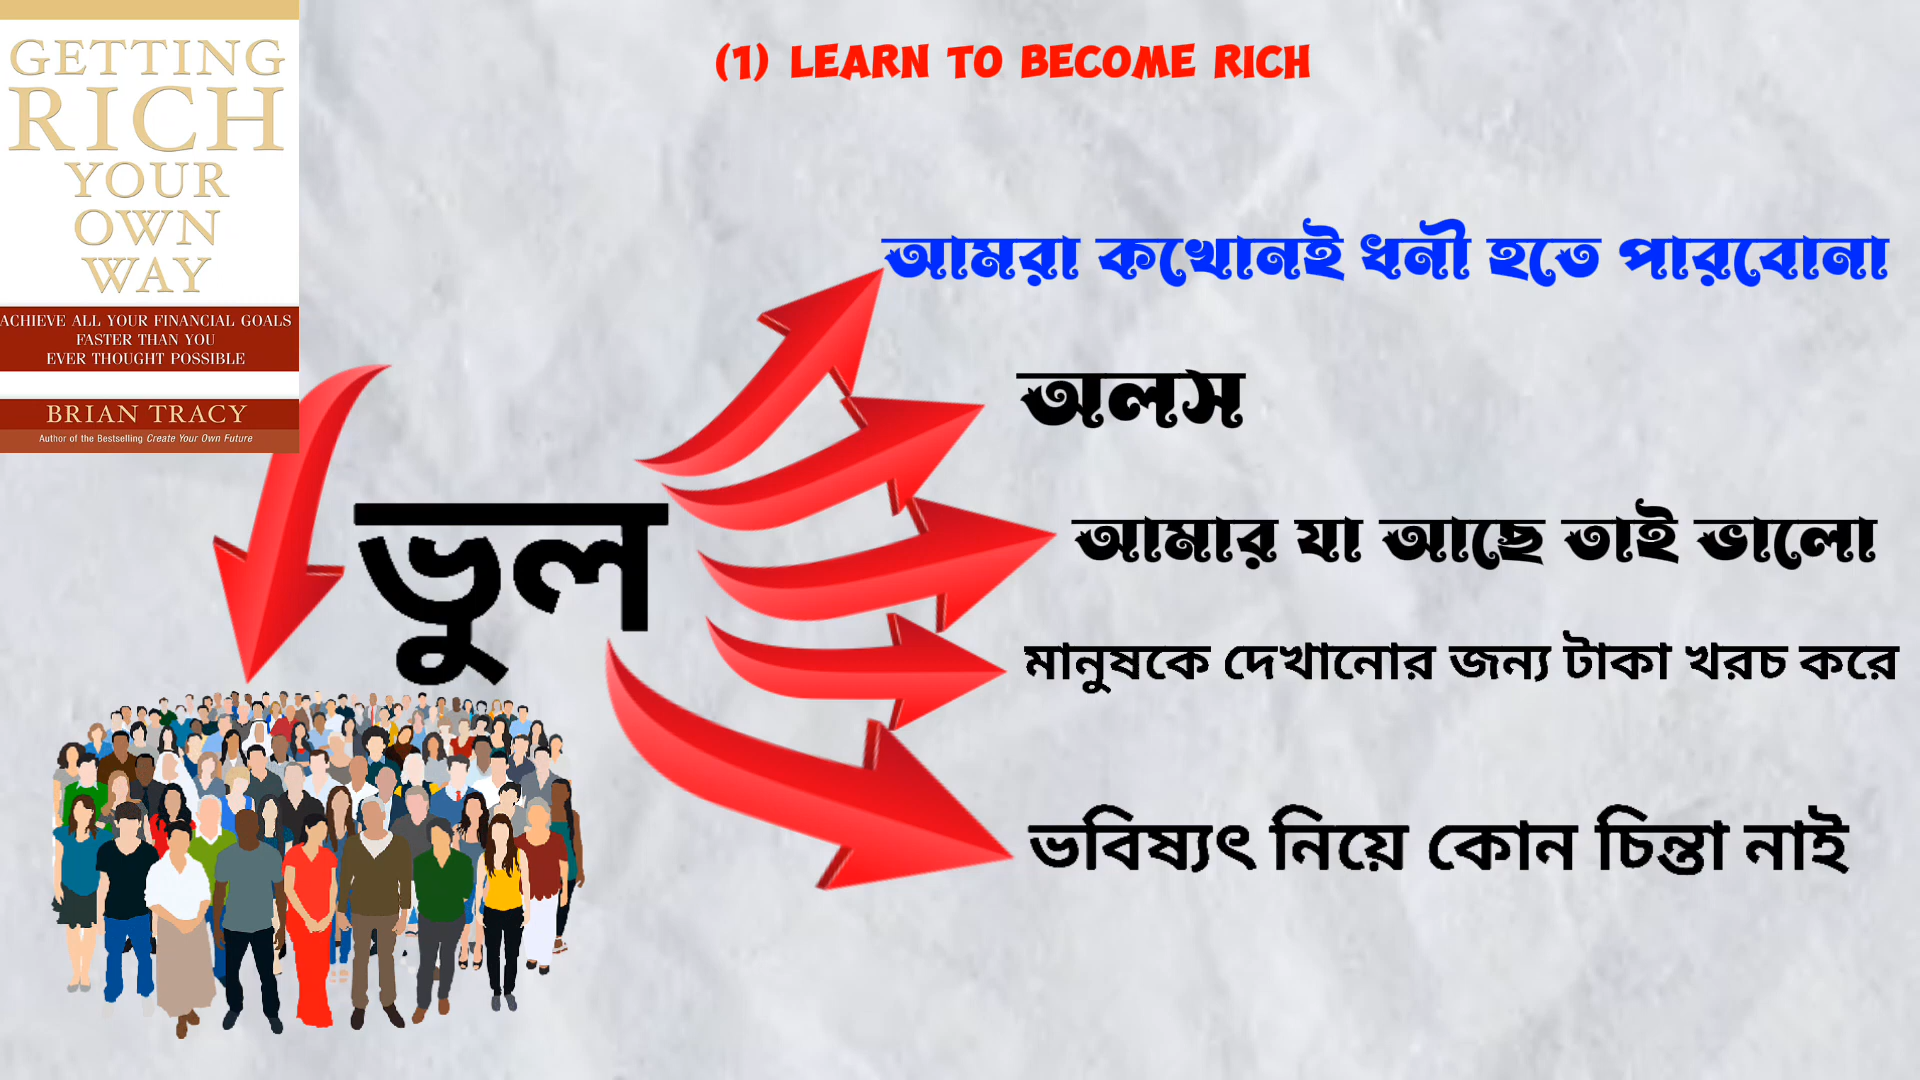 GETTING
RICH
YOUR
OWN
WAY
ACHIEVE ALL YOUR FINANCIAL GOALS
FASTER THAN YOU
EVER THOUGHT POSSIBLE
BRIAN TRACY
Author of the Bestselling Create Your Own Future
(1) LEARN TO BECOME RICH
আমরা কখোনই ধনী হতে পারবোনা
অলস
আমার যা আছে তাই ভালো
ভুল
মানুষকে দেখানোর জন্য টাকা খরচ করে
ভবিষ্যৎ নিয়ে কোন চিন্তা নাই